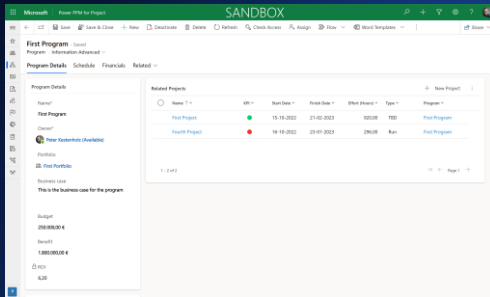 Microsoft Power PPM for Project SANDBOX
Save Save & Close + New Deactivate Delete Refresh Check Access Assign Flow Word Templates Share
First Program - Saved
Program Information Advanced
Program Details Schedule Financials Related
Program Details
Name*
First Program
Owner*
Peter Kestenholz (Available)
Portfolio
First Portfolio
Business case
This is the business case for the program
Budget
250.000,00 €
Benefit
1.000.000,00 €
ROI
Related Projects
+ New Project
Name ↑ KPI Start Date Finish Date Effort (Hours) Type Program
First Project 15-10-2022 21-02-2023 TBD First Program
Fourth Project 16-10-2022 23-01-2023 296,00 Run First Program
1 - 2 of 2
Page 1